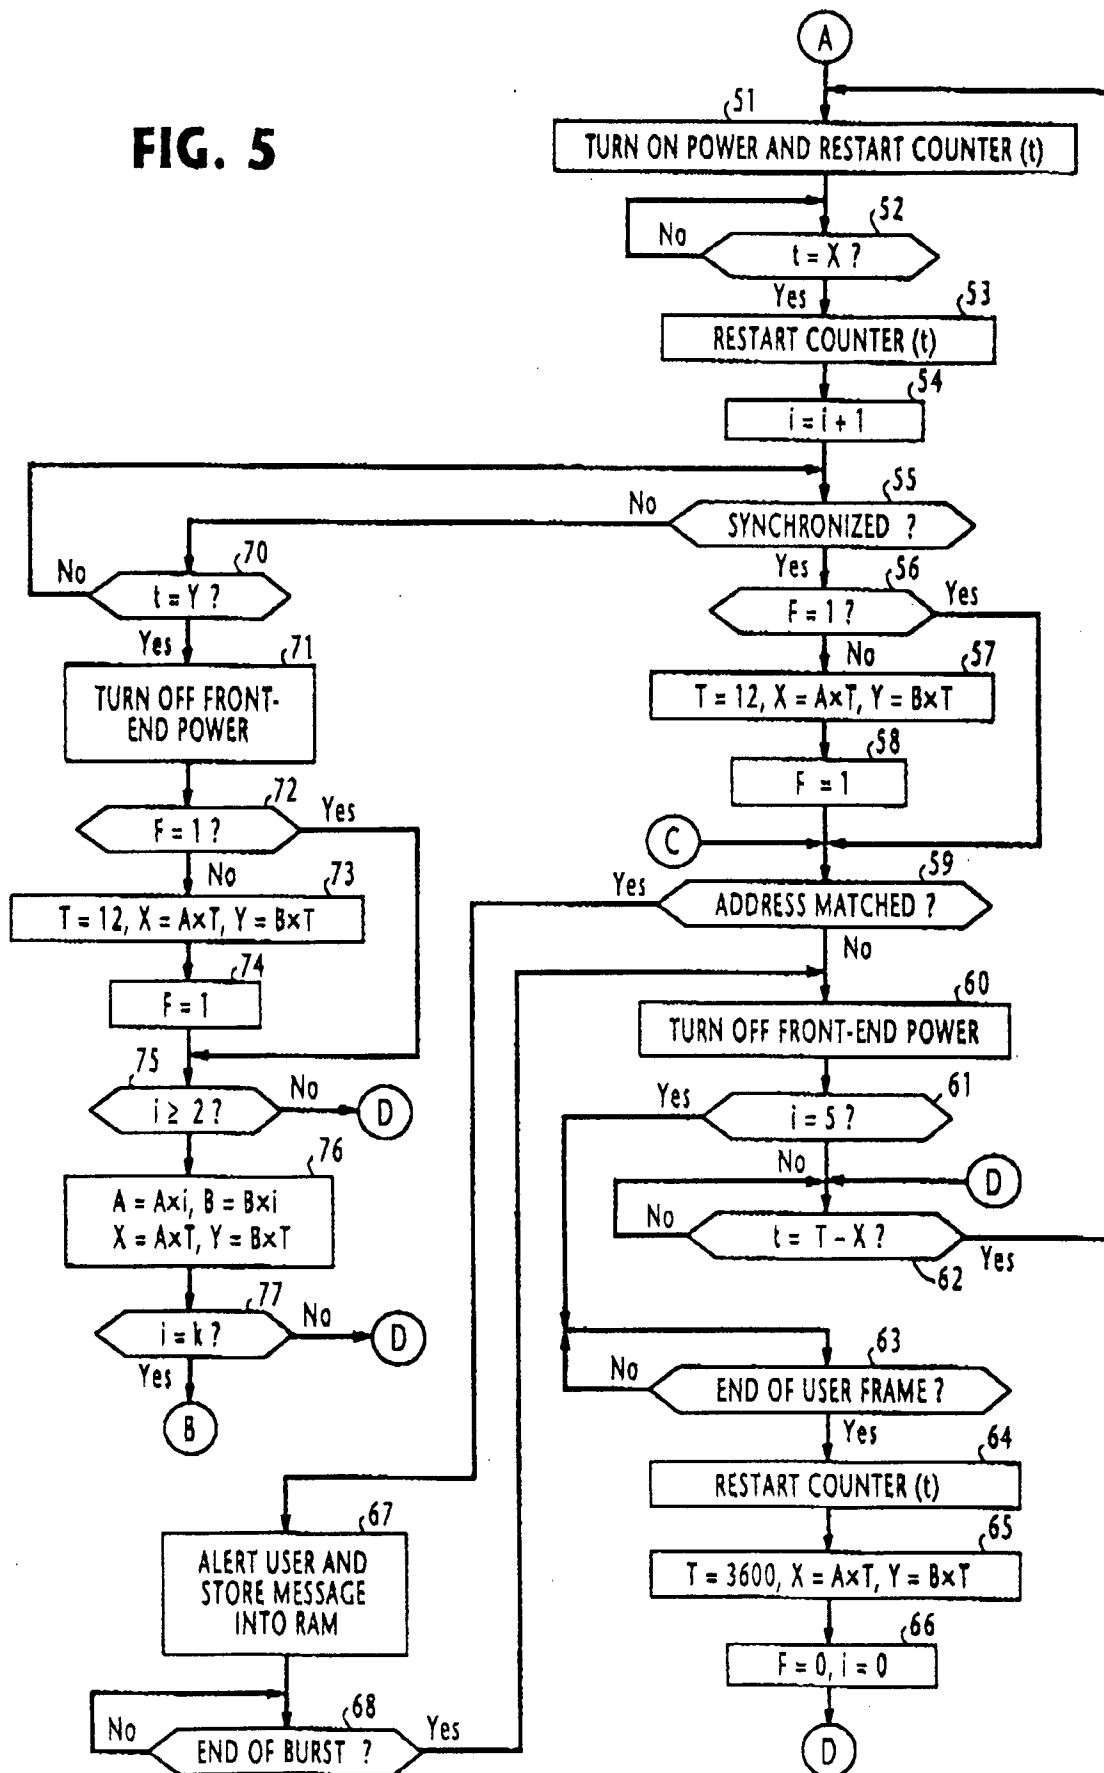 FIG. 5
A
51
TURN ON POWER AND RESTART COUNTER (t)
52
t = X ?
No
Yes
53
RESTART COUNTER (t)
54
i = i + 1
55
SYNCHRONIZED ?
No
Yes
56
F = 1 ?
Yes
No
57
T = 12, X = A×T, Y = B×T
58
F = 1
C
59
ADDRESS MATCHED ?
Yes
No
60
TURN OFF FRONT-END POWER
61
i = 5 ?
Yes
No
D
62
t = T – X ?
No
Yes
63
END OF USER FRAME ?
No
Yes
64
RESTART COUNTER (t)
65
T = 3600, X = A×T, Y = B×T
66
F = 0, i = 0
D
70
t = Y ?
No
Yes
71
TURN OFF FRONT-
END POWER
72
F = 1 ?
Yes
No
73
T = 12, X = A×T, Y = B×T
74
F = 1
75
i ≥ 2 ?
No
D
76
A = A×i, B = B×i
X = A×T, Y = B×T
77
i = k ?
No
D
Yes
B
67
ALERT USER AND
STORE MESSAGE
INTO RAM
68
END OF BURST ?
No
Yes